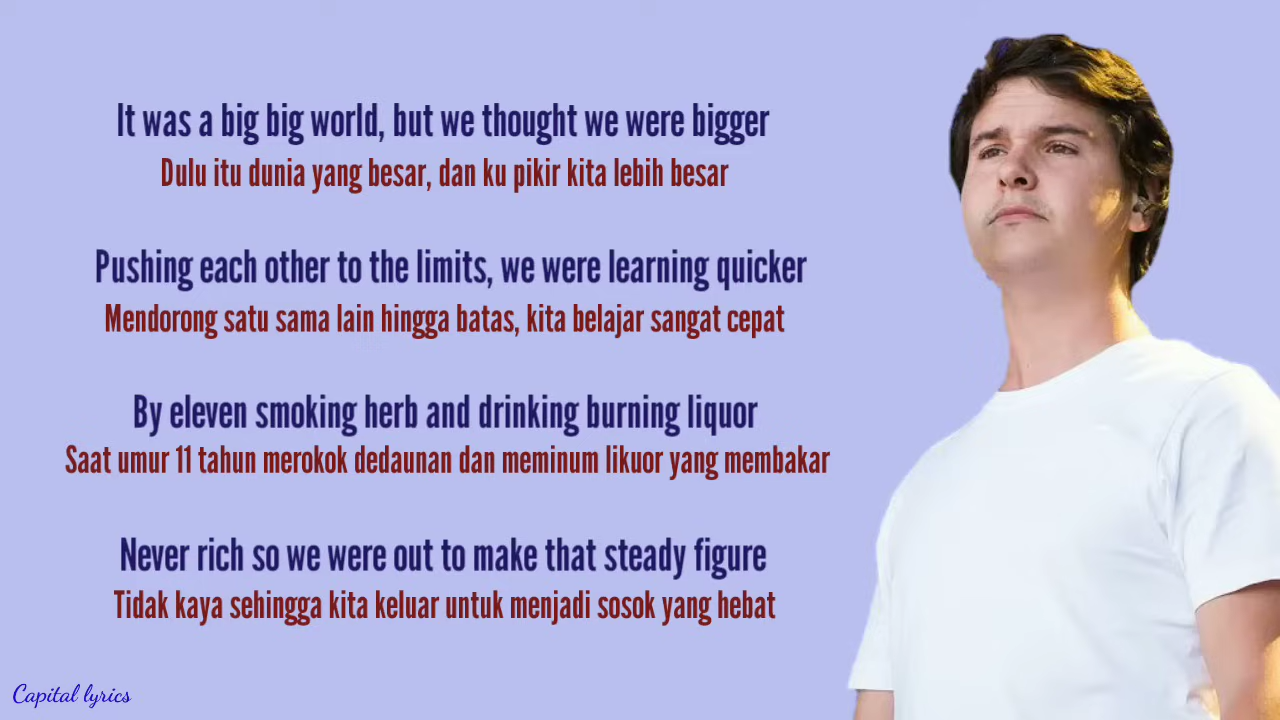 It was a big big world, but we thought we were bigger
Dulu itu dunia yang besar, dan ku pikir kita lebih besar
Pushing each other to the limits, we were learning quicker
Mendorong satu sama lain hingga batas, kita belajar sangat cepat
By eleven smoking herb and drinking burning liquor
Saat umur 11 tahun merokok dedaunan dan meminum likuor yang membakar
Never rich so we were out to make that steady figure
Tidak kaya sehingga kita keluar untuk menjadi sosok yang hebat
Capital lyrics